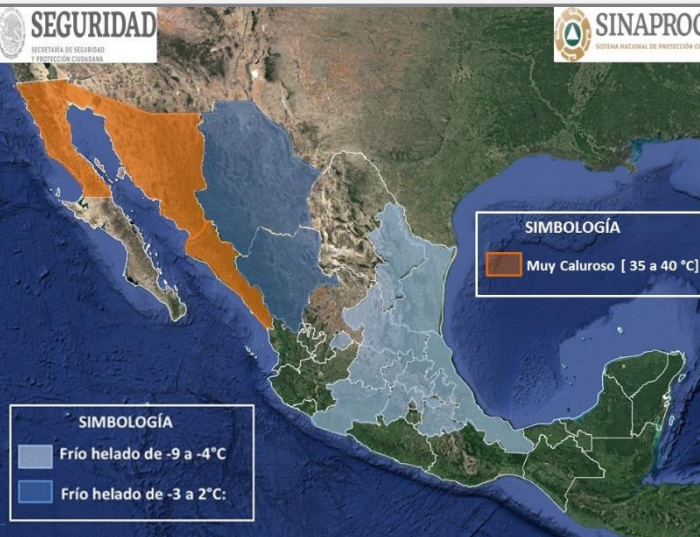 SEGURIDAD
SECRETARÍA DE SEGURIDAD
Y PROTECCIÓN CIUDADANA
SINAPROC
SISTEMA NACIONAL DE PROTECCIÓN CI
SIMBOLOGÍA
Muy Caluroso [ 35 a 40 °C]
SIMBOLOGÍA
Frío helado de -9 a -4°C
Frío helado de -3 a 2°C: